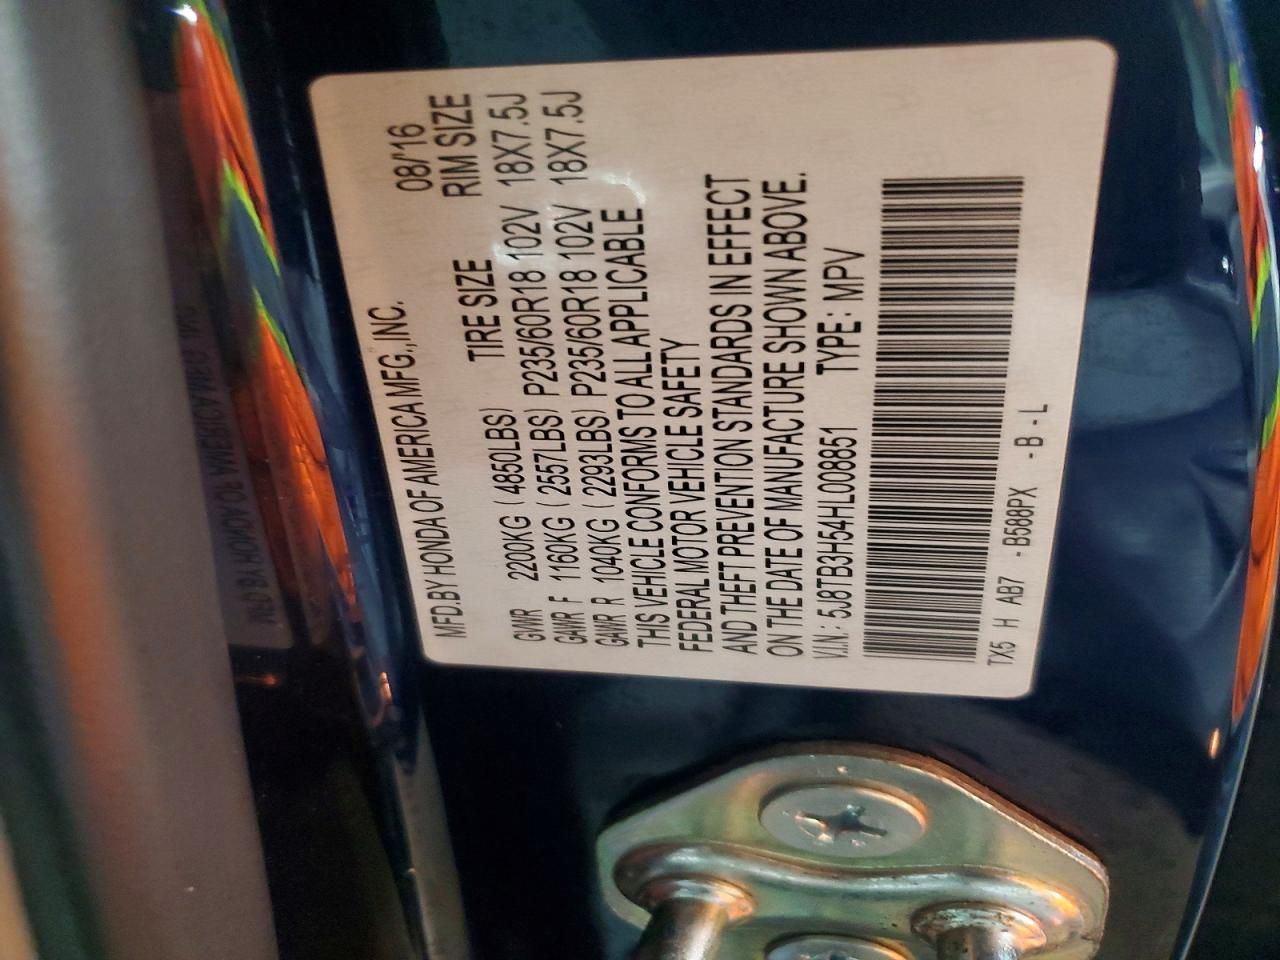 MFD.BY HONDA OF AMERICA MFG.,INC. 08/'16
TIRE SIZE RIM SIZE
GVWR 2200KG ( 4850LBS)
GAWR F 1160KG ( 2557LBS) P235/60R18 102V 18X7.5J
GAWR R 1040KG ( 2293LBS) P235/60R18 102V 18X7.5J
THIS VEHICLE CONFORMS TO ALL APPLICABLE
FEDERAL MOTOR VEHICLE SAFETY
AND THEFT PREVENTION STANDARDS IN EFFECT
ON THE DATE OF MANUFACTURE SHOWN ABOVE.
V.I.N.: 5J8TB3H54HL008851 TYPE: MPV
TX5 H AB7 -B588PX -B-L